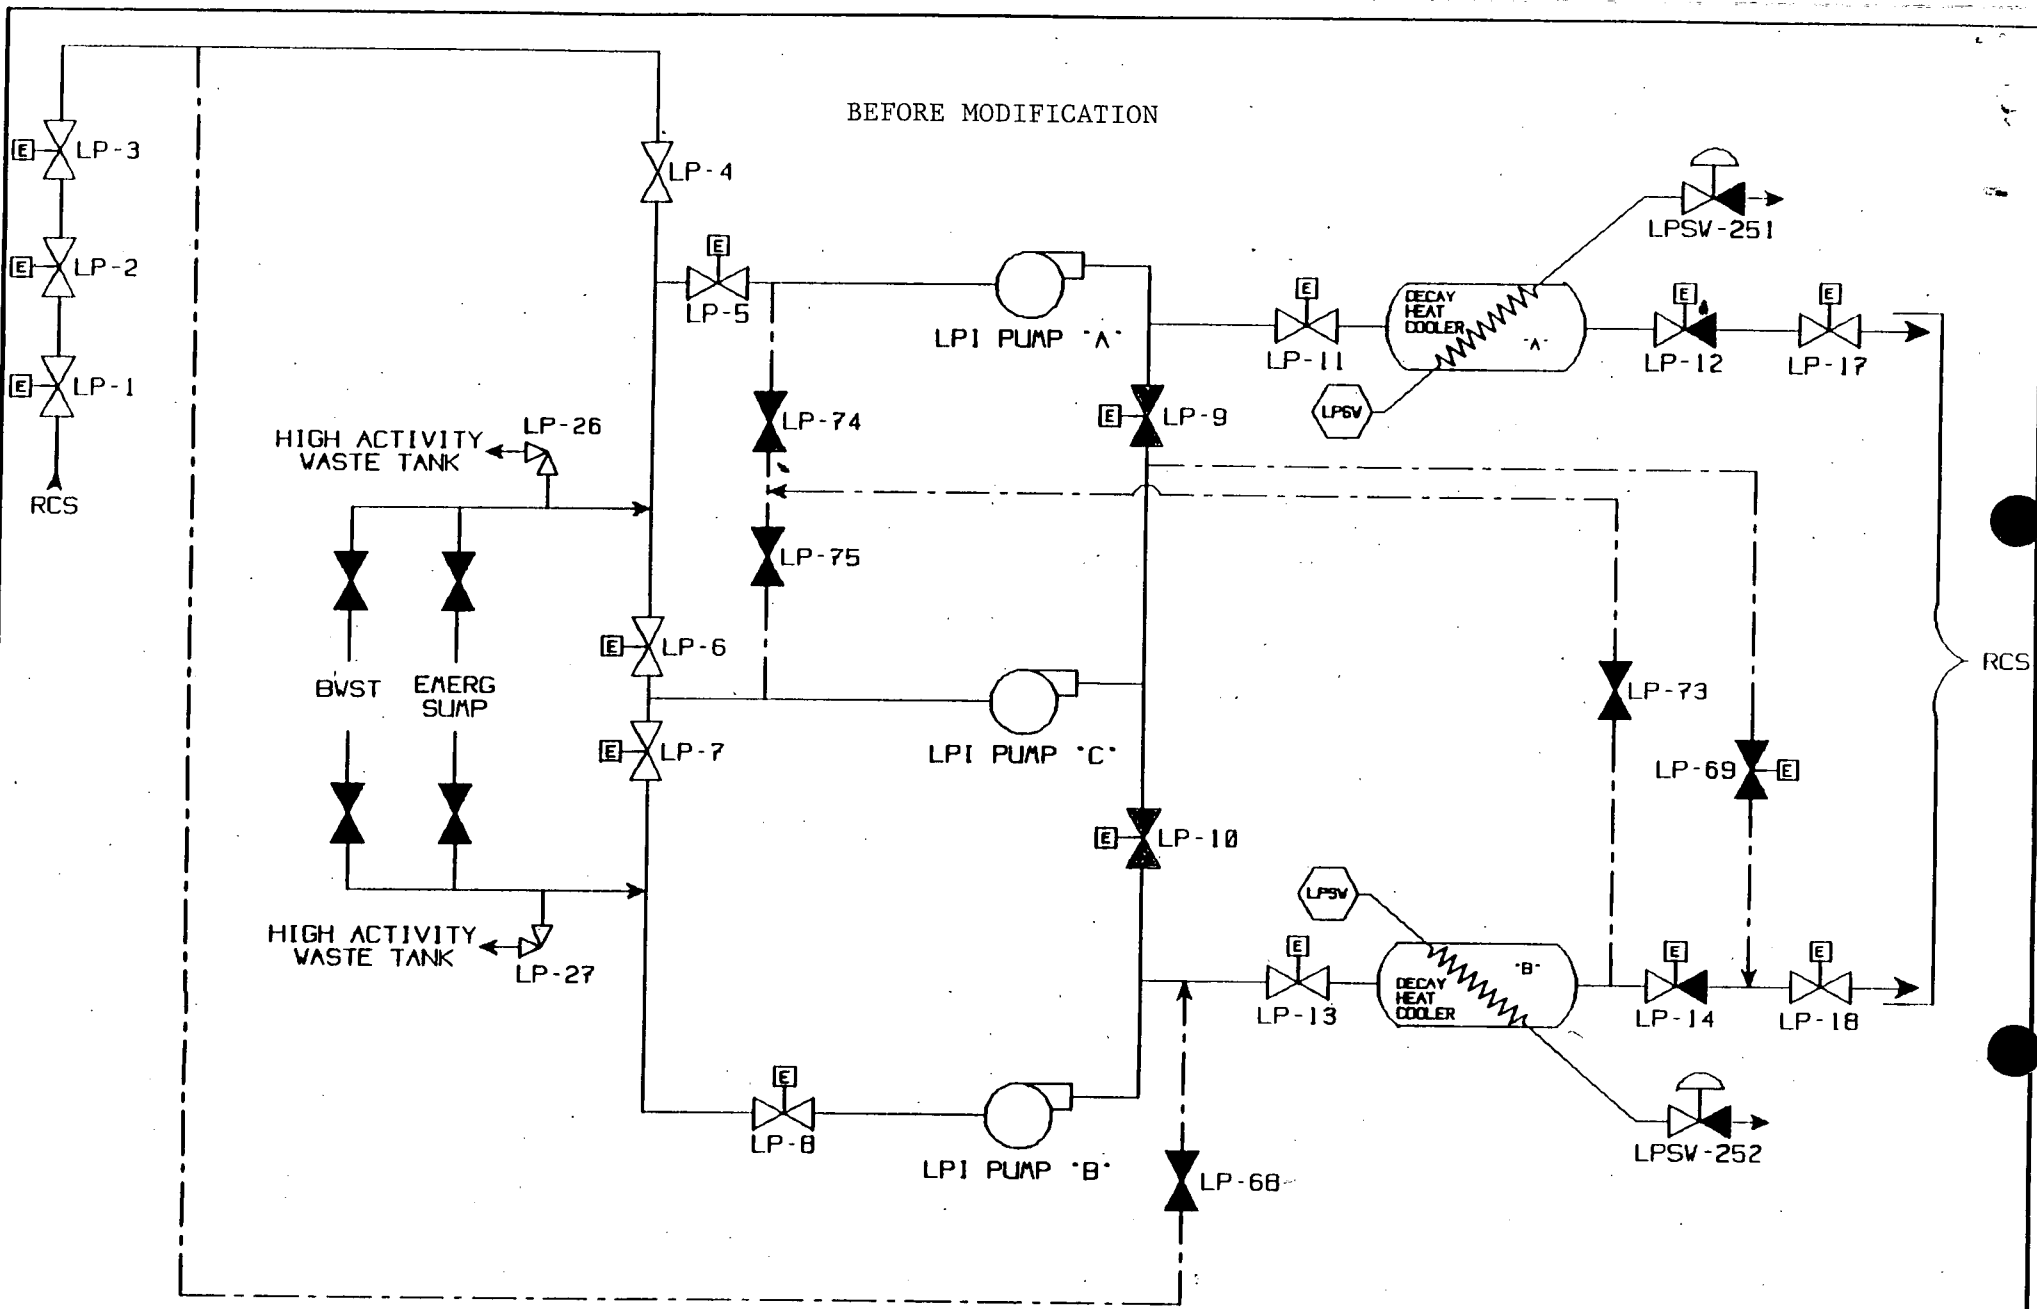 BEFORE MODIFICATION
E
LP-3
LP-4
LPSW-251
E
LP-2
E
LP-5
LPI PUMP "A"
E
LP-11
DECAY
HEAT
COOLER
"A"
E
LP-12
E
LP-17
E
LP-1
LPSW
E
LP-9
LP-74
HIGH ACTIVITY
WASTE TANK
LP-26
RCS
LP-75
E
LP-6
BWST
EMERG
SUMP
RCS
LP-73
E
LP-7
LPI PUMP "C"
LP-69
E
E
LP-10
LPSW
HIGH ACTIVITY
WASTE TANK
LP-27
E
LP-13
DECAY
HEAT
COOLER
"B"
E
LP-14
E
LP-18
E
LP-8
LPI PUMP "B"
LP-68
LPSW-252